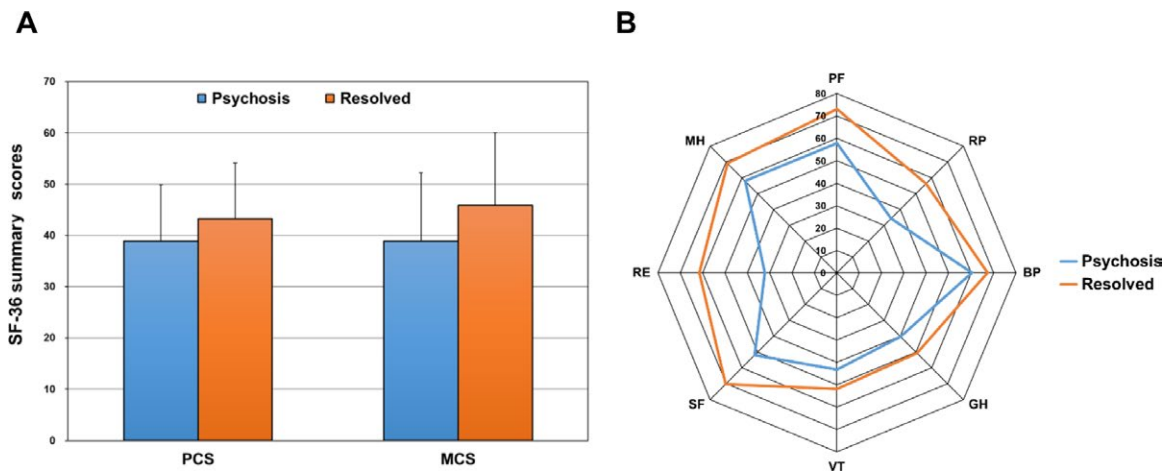 A
SF-36 summary scores
70
60
50
40
30
20
10
0
Psychosis
Resolved
PCS
MCS
B
PF
RP
BP
GH
VT
SF
RE
MH
80
70
60
50
40
30
20
10
0
Psychosis
Resolved